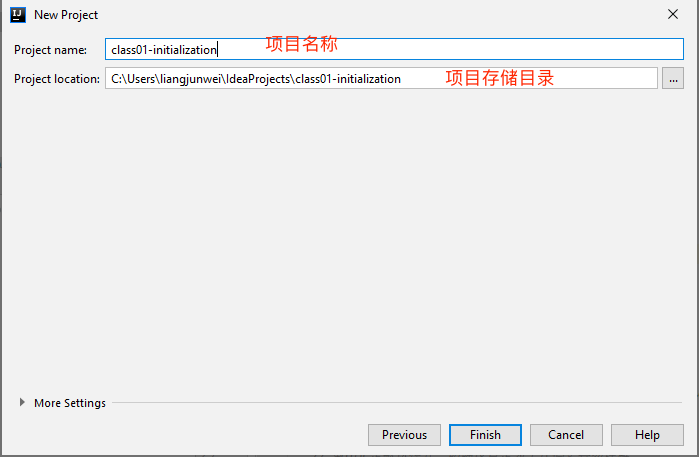 New Project
Project name: class01-initialization 项目名称
Project location: C:\Users\liangjunwei\IdeaProjects\class01-initialization 项目存储目录 ...
More Settings
Previous Finish Cancel Help